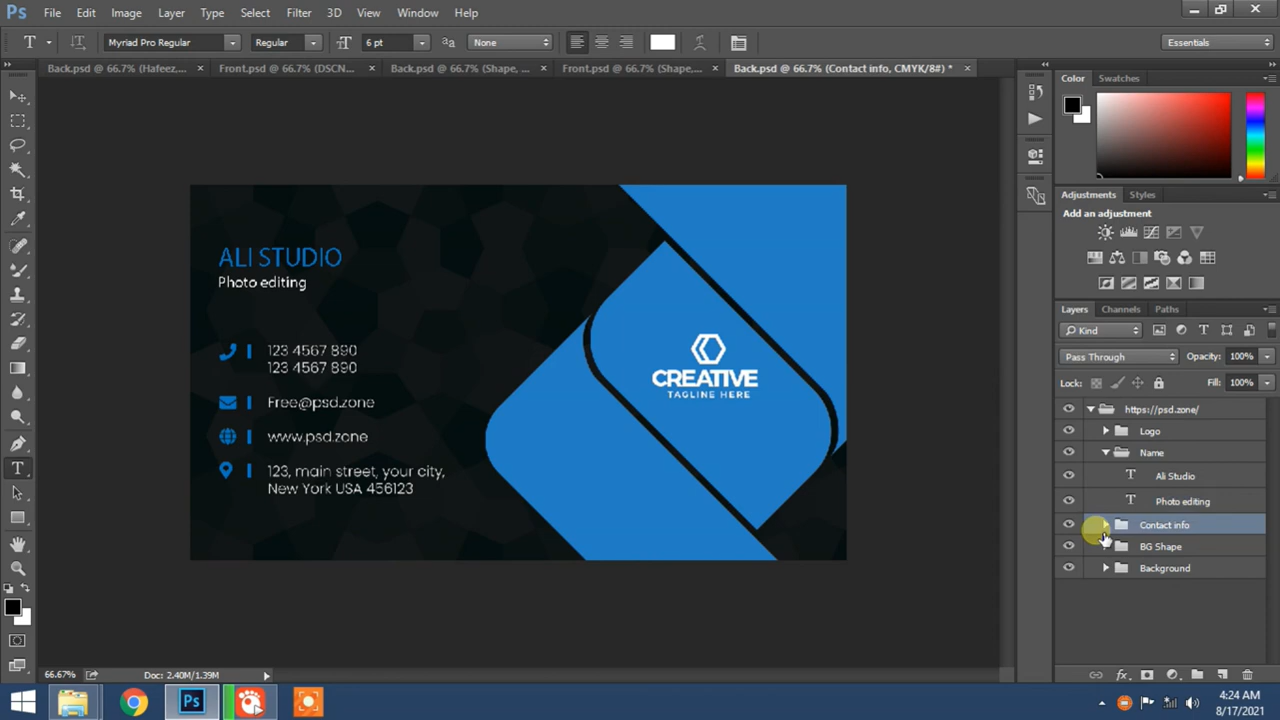 Ps File Edit Image Layer Type Select Filter 3D View Window Help
T Myriad Pro Regular Regular 6 pt None Essentials
Back.psd @ 66.7% (Hafeez,... × Front.psd @ 66.7% (DSCN... × Back.psd @ 66.7% (Shape, ... × Front.psd @ 66.7% (Shape,... × Back.psd @ 66.7% (Contact info, CMYK/8#) * ×
Color Swatches
Adjustments Styles
Add an adjustment
Layers Channels Paths
Kind
Pass Through Opacity: 100%
Lock: Fill: 100%
https://psd.zone/
Logo
Name
T Ali Studio
T Photo editing
Contact info
BG Shape
Background
ALI STUDIO
Photo editing
123 4567 890
123 4567 890
Free@psd.zone
www.psd.zone
123, main street, your city,
New York USA 456123
CREATIVE
TAGLINE HERE
66.67% Doc: 2.40M/1.39M
Ps
4:24 AM
8/17/2021